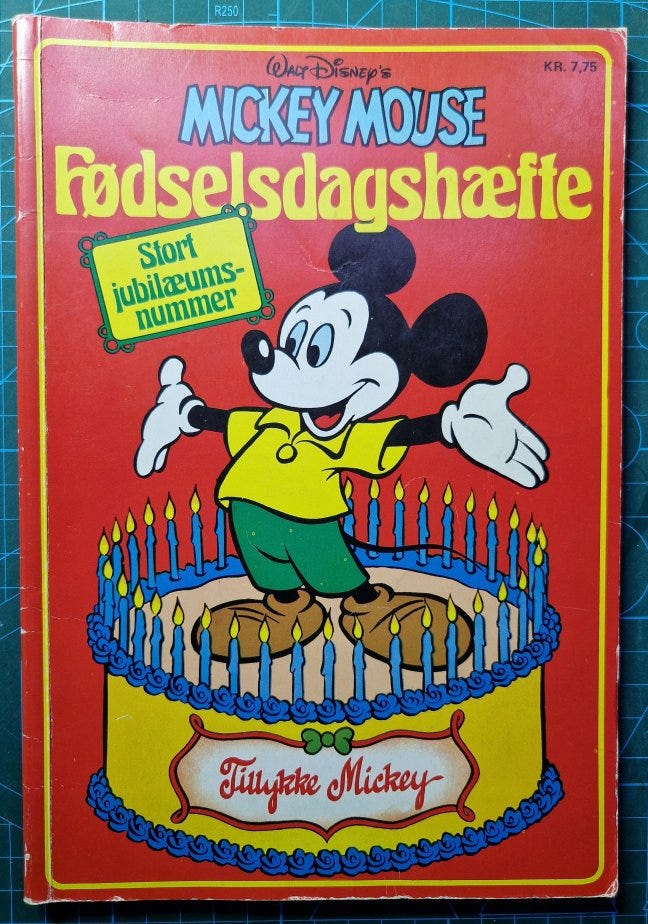 R250
Walt Disney's
KR. 7,75
MICKEY MOUSE
Fødselsdagshæfte
Stort
jubilæums-
nummer
Tillykke Mickey